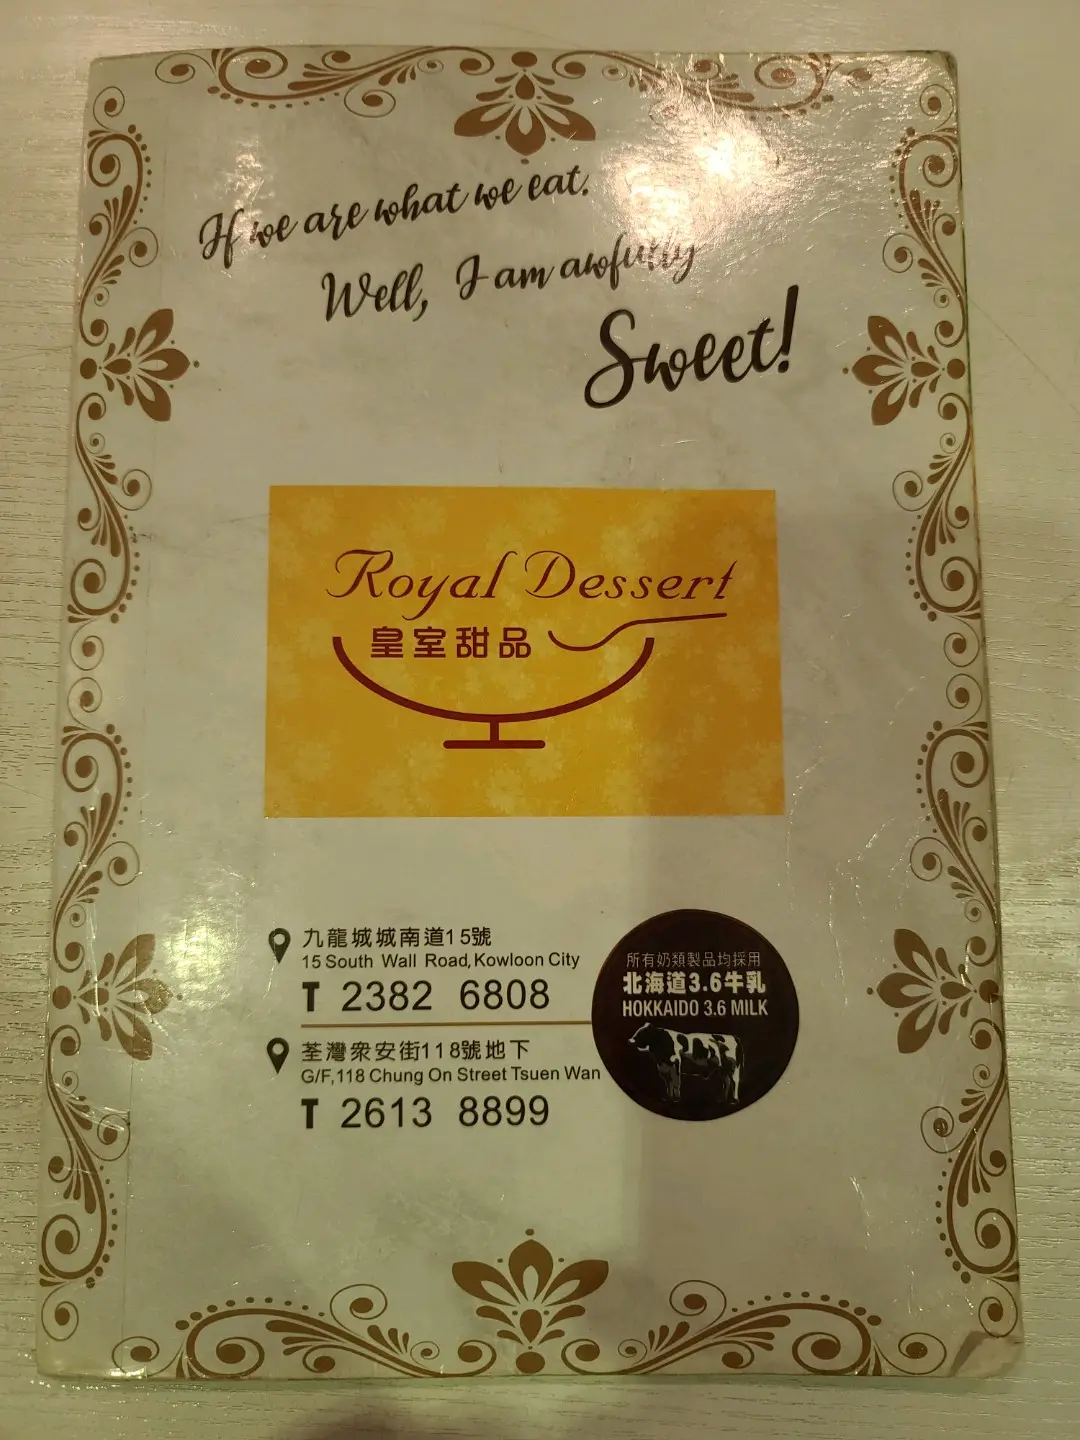 If we are what we eat.
Well, I am awfully
Sweet!
Royal Dessert
皇室甜品
九龍城城南道15號
15 South Wall Road, Kowloon City
T 2382 6808
荃灣衆安街118號地下
G/F,118 Chung On Street Tsuen Wan
T 2613 8899
所有奶類製品均採用
北海道3.6牛乳
HOKKAIDO 3.6 MILK